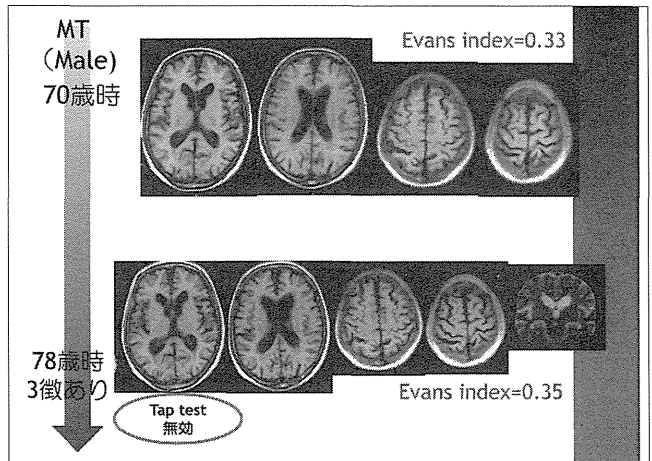 MT
（Male）
70歳時
Evans index=0.33
78歳時
3徴あり
Evans index=0.35
Tap test
無効